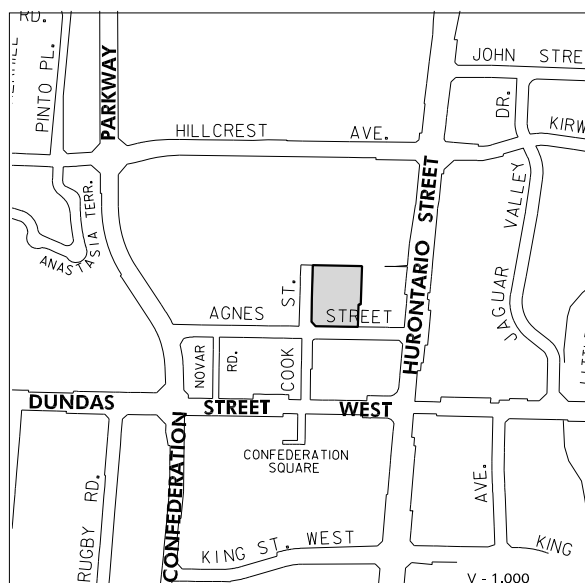 RD.
PINTO PL.
PARKWAY
JOHN STRE
HILLCREST AVE.
DR.
KIRW
ANASTASIA TERR.
HURONTARIO STREET
JAGUAR VALLEY
AGNES STREET
COOK ST.
NOVAR RD.
DUNDAS STREET WEST
CONFEDERATION
CONFEDERATION
SQUARE
RUGBY RD.
KING ST. WEST
AVE.
KING
V - 1,000